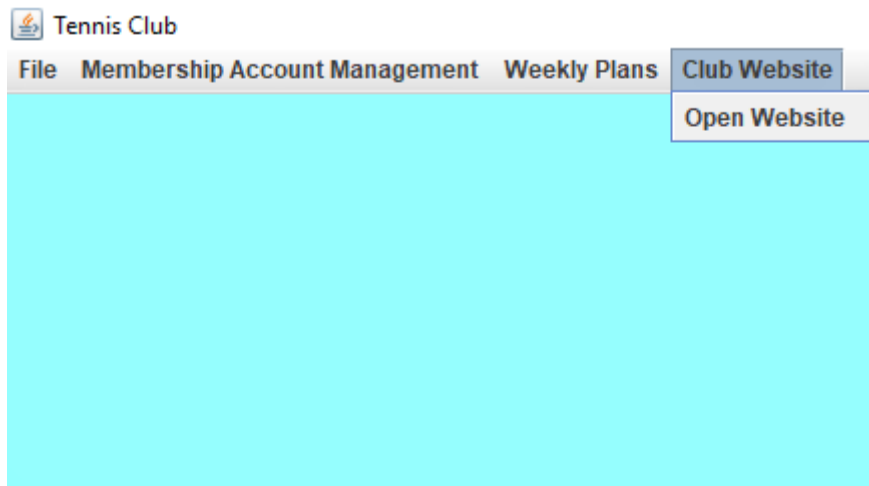 Tennis Club
File Membership Account Management Weekly Plans Club Website
Open Website